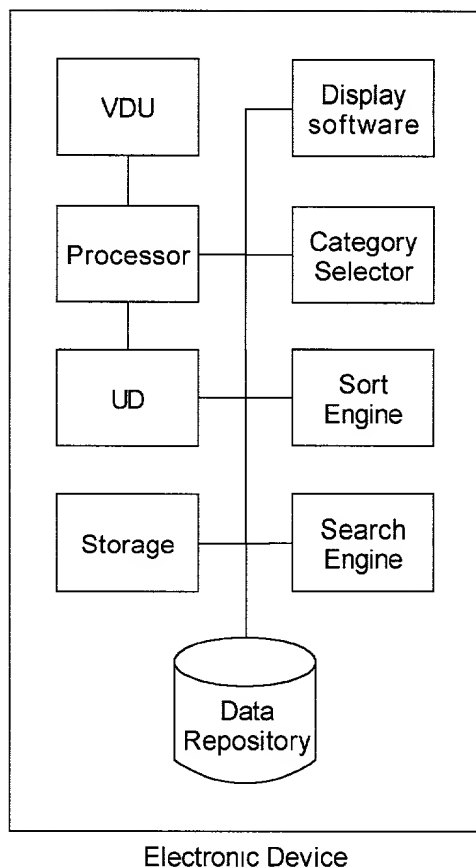 VDU
Display
software
Processor
Category
Selector
UD
Sort
Engine
Storage
Search
Engine
Data
Repository
Electronic Device